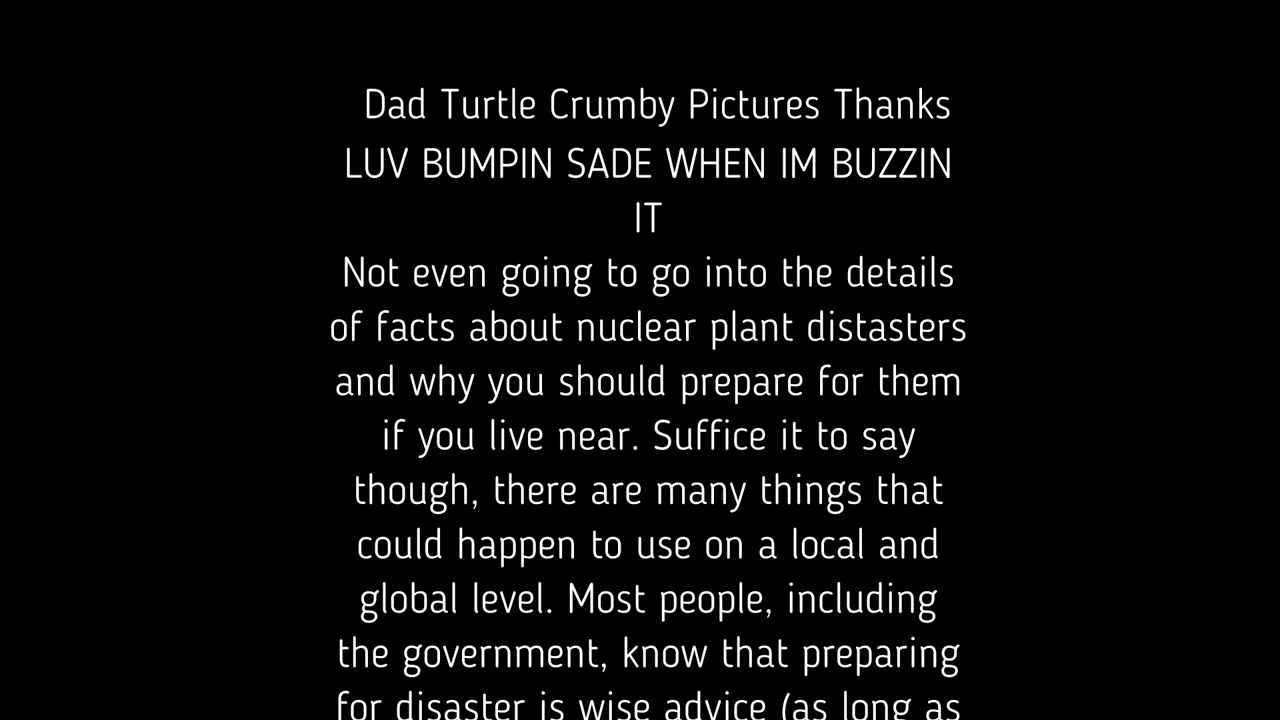 Dad Turtle Crumby Pictures Thanks
LUV BUMPIN SADE WHEN IM BUZZIN
IT
Not even going to go into the details
of facts about nuclear plant distasters
and why you should prepare for them
if you live near. Suffice it to say
though, there are many things that
could happen to use on a local and
global level. Most people, including
the government, know that preparing
for disaster is wise advice (as long as